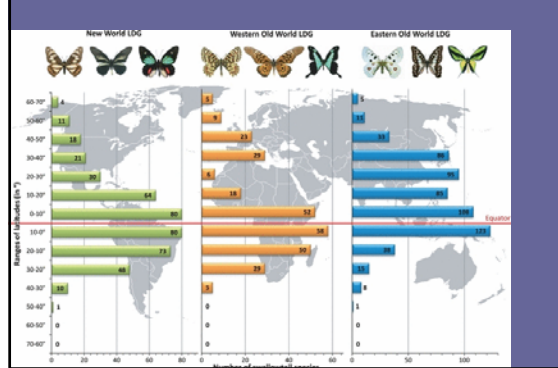 New World LDG Western Old World LDG Eastern Old World LDG
60-70° 4 5 5
50-60° 11 9 11
40-50° 18 23 33
30-40° 21 29 86
20-30° 30 6 95
10-20° 64 18 85
0-10° 80 52 108
Equator
10-0° 80 58 123
20-10° 73 50 38
30-20° 48 29 15
40-30° 10 5 8
50-40° 1 0 1
60-50° 0 0 0
70-60° 0 0 0
Ranges of latitudes (in °)
0 20 40 60 80 0 20 40 60 0 50 100
Number of swallowtail species